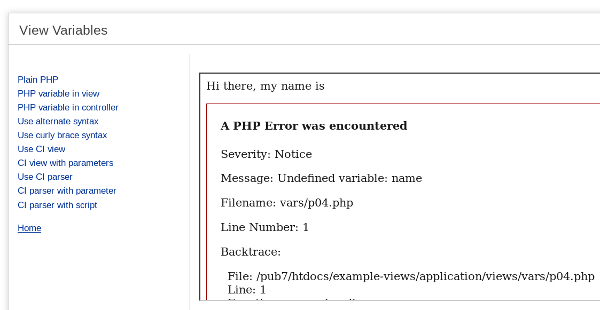 View Variables
Plain PHP
PHP variable in view
PHP variable in controller
Use alternate syntax
Use curly brace syntax
Use CI view
CI view with parameters
Use CI parser
CI parser with parameter
CI parser with script
Home
Hi there, my name is
A PHP Error was encountered
Severity: Notice
Message: Undefined variable: name
Filename: vars/p04.php
Line Number: 1
Backtrace:
File: /pub7/htdocs/example-views/application/views/vars/p04.php
Line: 1